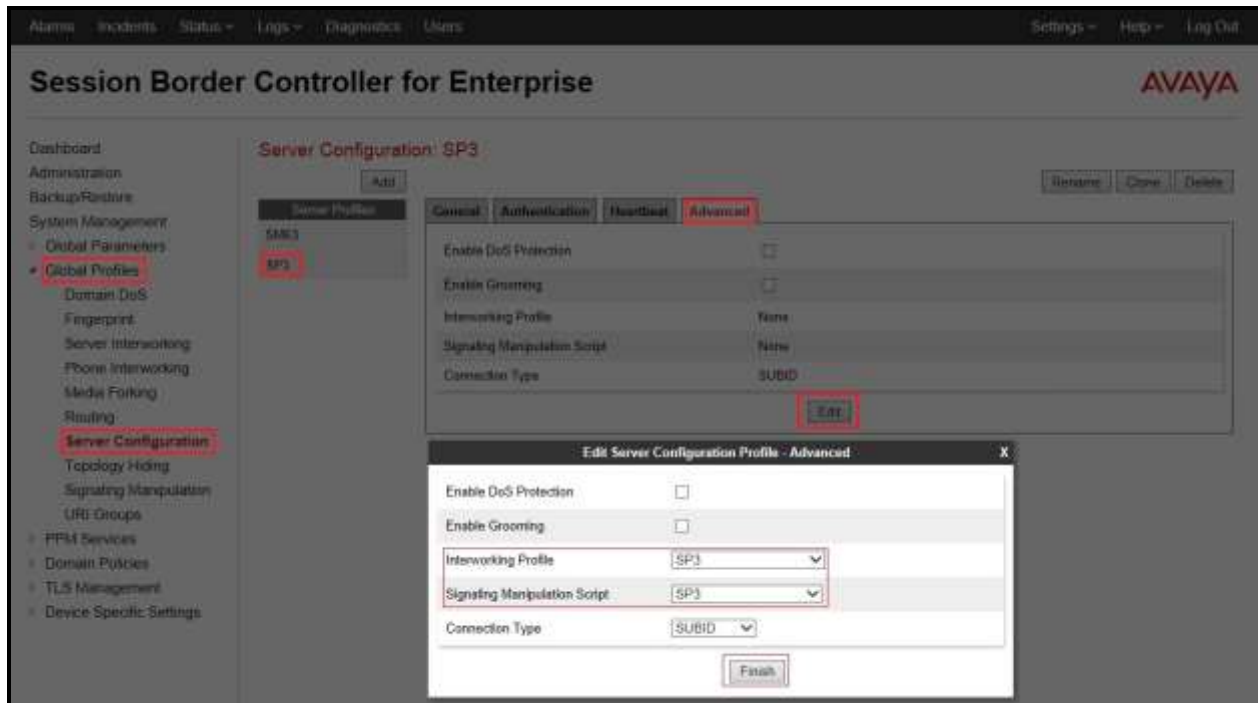 Alarms Incidents Status Logs Diagnostics Users Settings Help Log Out
Session Border Controller for Enterprise
AVAYA
Dashboard
Administration
Backup/Restore
System Management
Global Parameters
Global Profiles
Domain DoS
Fingerprint
Server Interworking
Phone Interworking
Media Forking
Routing
Server Configuration
Topology Hiding
Signaling Manipulation
URI Groups
PPM Services
Domain Policies
TLS Management
Device Specific Settings
Server Configuration: SP3
Add
Rename Clone Delete
Server Profiles
SP3
General Authentication Heartbeat Advanced
Enable DoS Protection
Enable Grooming
Interworking Profile None
Signaling Manipulation Script None
Connection Type SUBID
Edit
Edit Server Configuration Profile - Advanced X
Enable DoS Protection
Enable Grooming
Interworking Profile SP3
Signaling Manipulation Script SP3
Connection Type SUBID
Finish